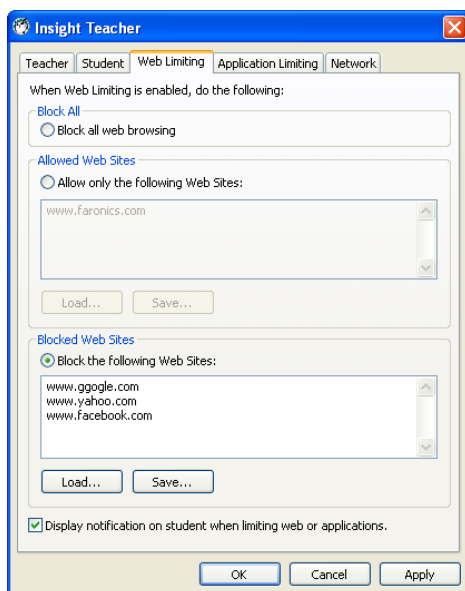 Insight Teacher
Teacher Student Web Limiting Application Limiting Network
When Web Limiting is enabled, do the following:
Block All
Block all web browsing
Allowed Web Sites
Allow only the following Web Sites:
www.faronics.com
Load... Save...
Blocked Web Sites
Block the following Web Sites:
www.ggogle.com
www.yahoo.com
www.facebook.com
Load... Save...
Display notification on student when limiting web or applications.
OK Cancel Apply